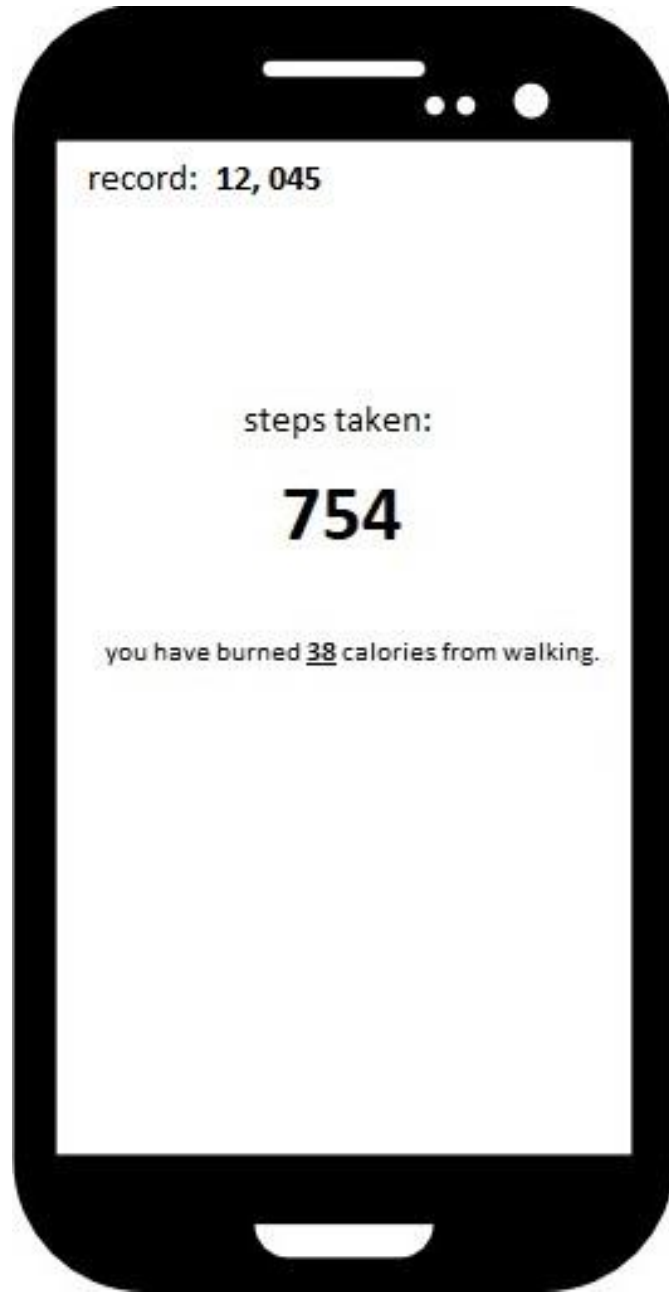 record: 12, 045
steps taken:
754
you have burned 38 calories from walking.